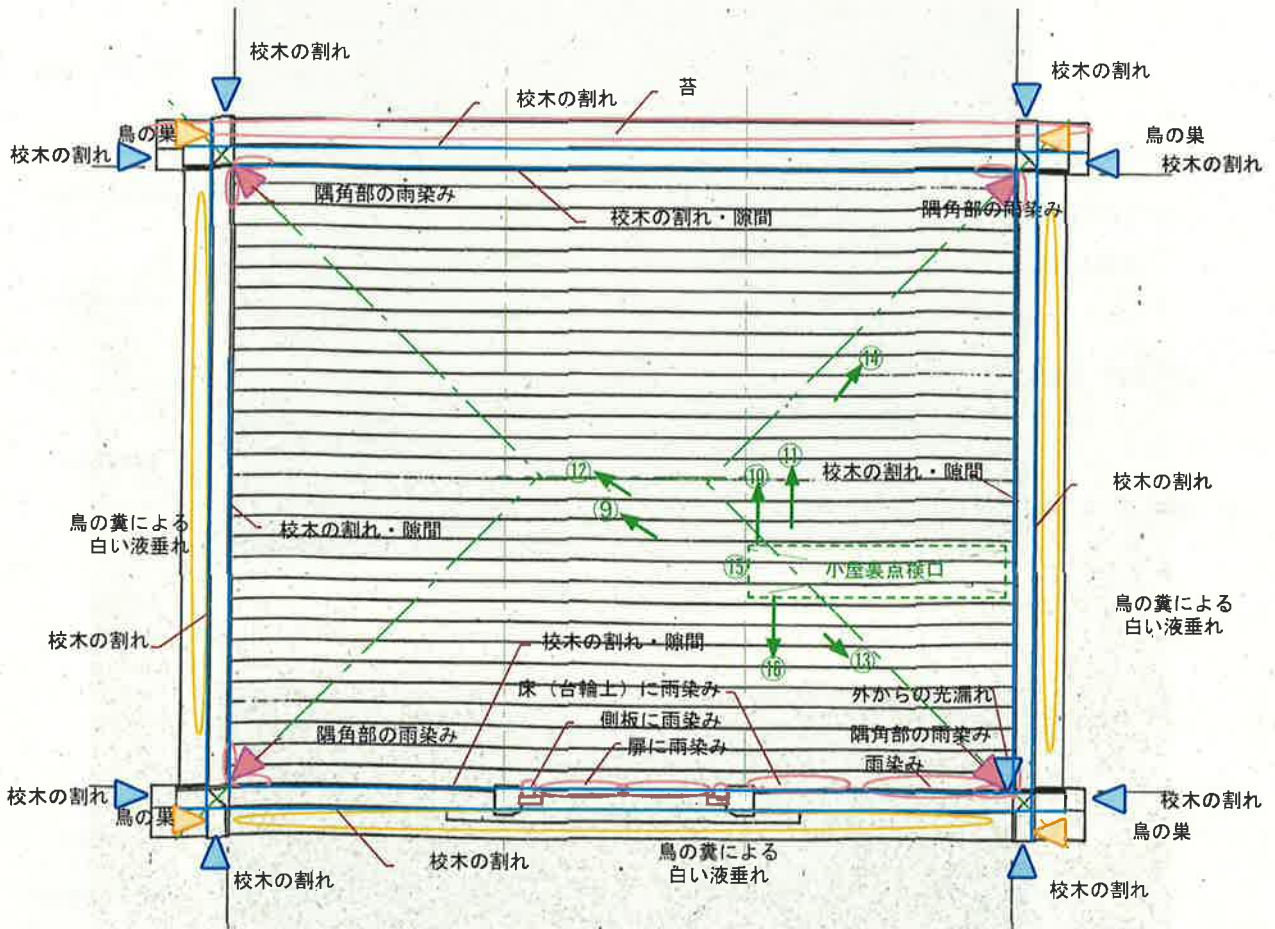 校木の割れ
校木の割れ
苔
校木の割れ
鳥の巣
鳥の巣
校木の割れ
校木の割れ
隅角部の雨染み
隅角部の雨染み
校木の割れ・隙間
⑭
⑪
⑫
⑩
校木の割れ・隙間
校木の割れ
⑨
鳥の糞による
白い液垂れ
校木の割れ・隙間
⑮
小屋裏点検口
鳥の糞による
白い液垂れ
校木の割れ
校木の割れ・隙間
⑯
⑬
床（台輪上）に雨染み
外からの光漏れ
側板に雨染み
隅角部の雨染み
隅角部の雨染み
扉に雨染み
雨染み
校木の割れ
校木の割れ
鳥の巣
鳥の巣
鳥の糞による
白い液垂れ
校木の割れ
校木の割れ
校木の割れ